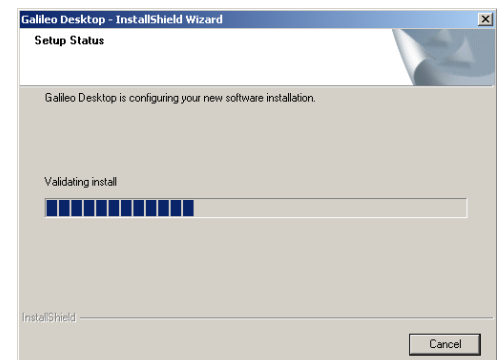 Galileo Desktop - InstallShield Wizard
Setup Status
Galileo Desktop is configuring your new software installation.
Validating install
InstallShield
Cancel